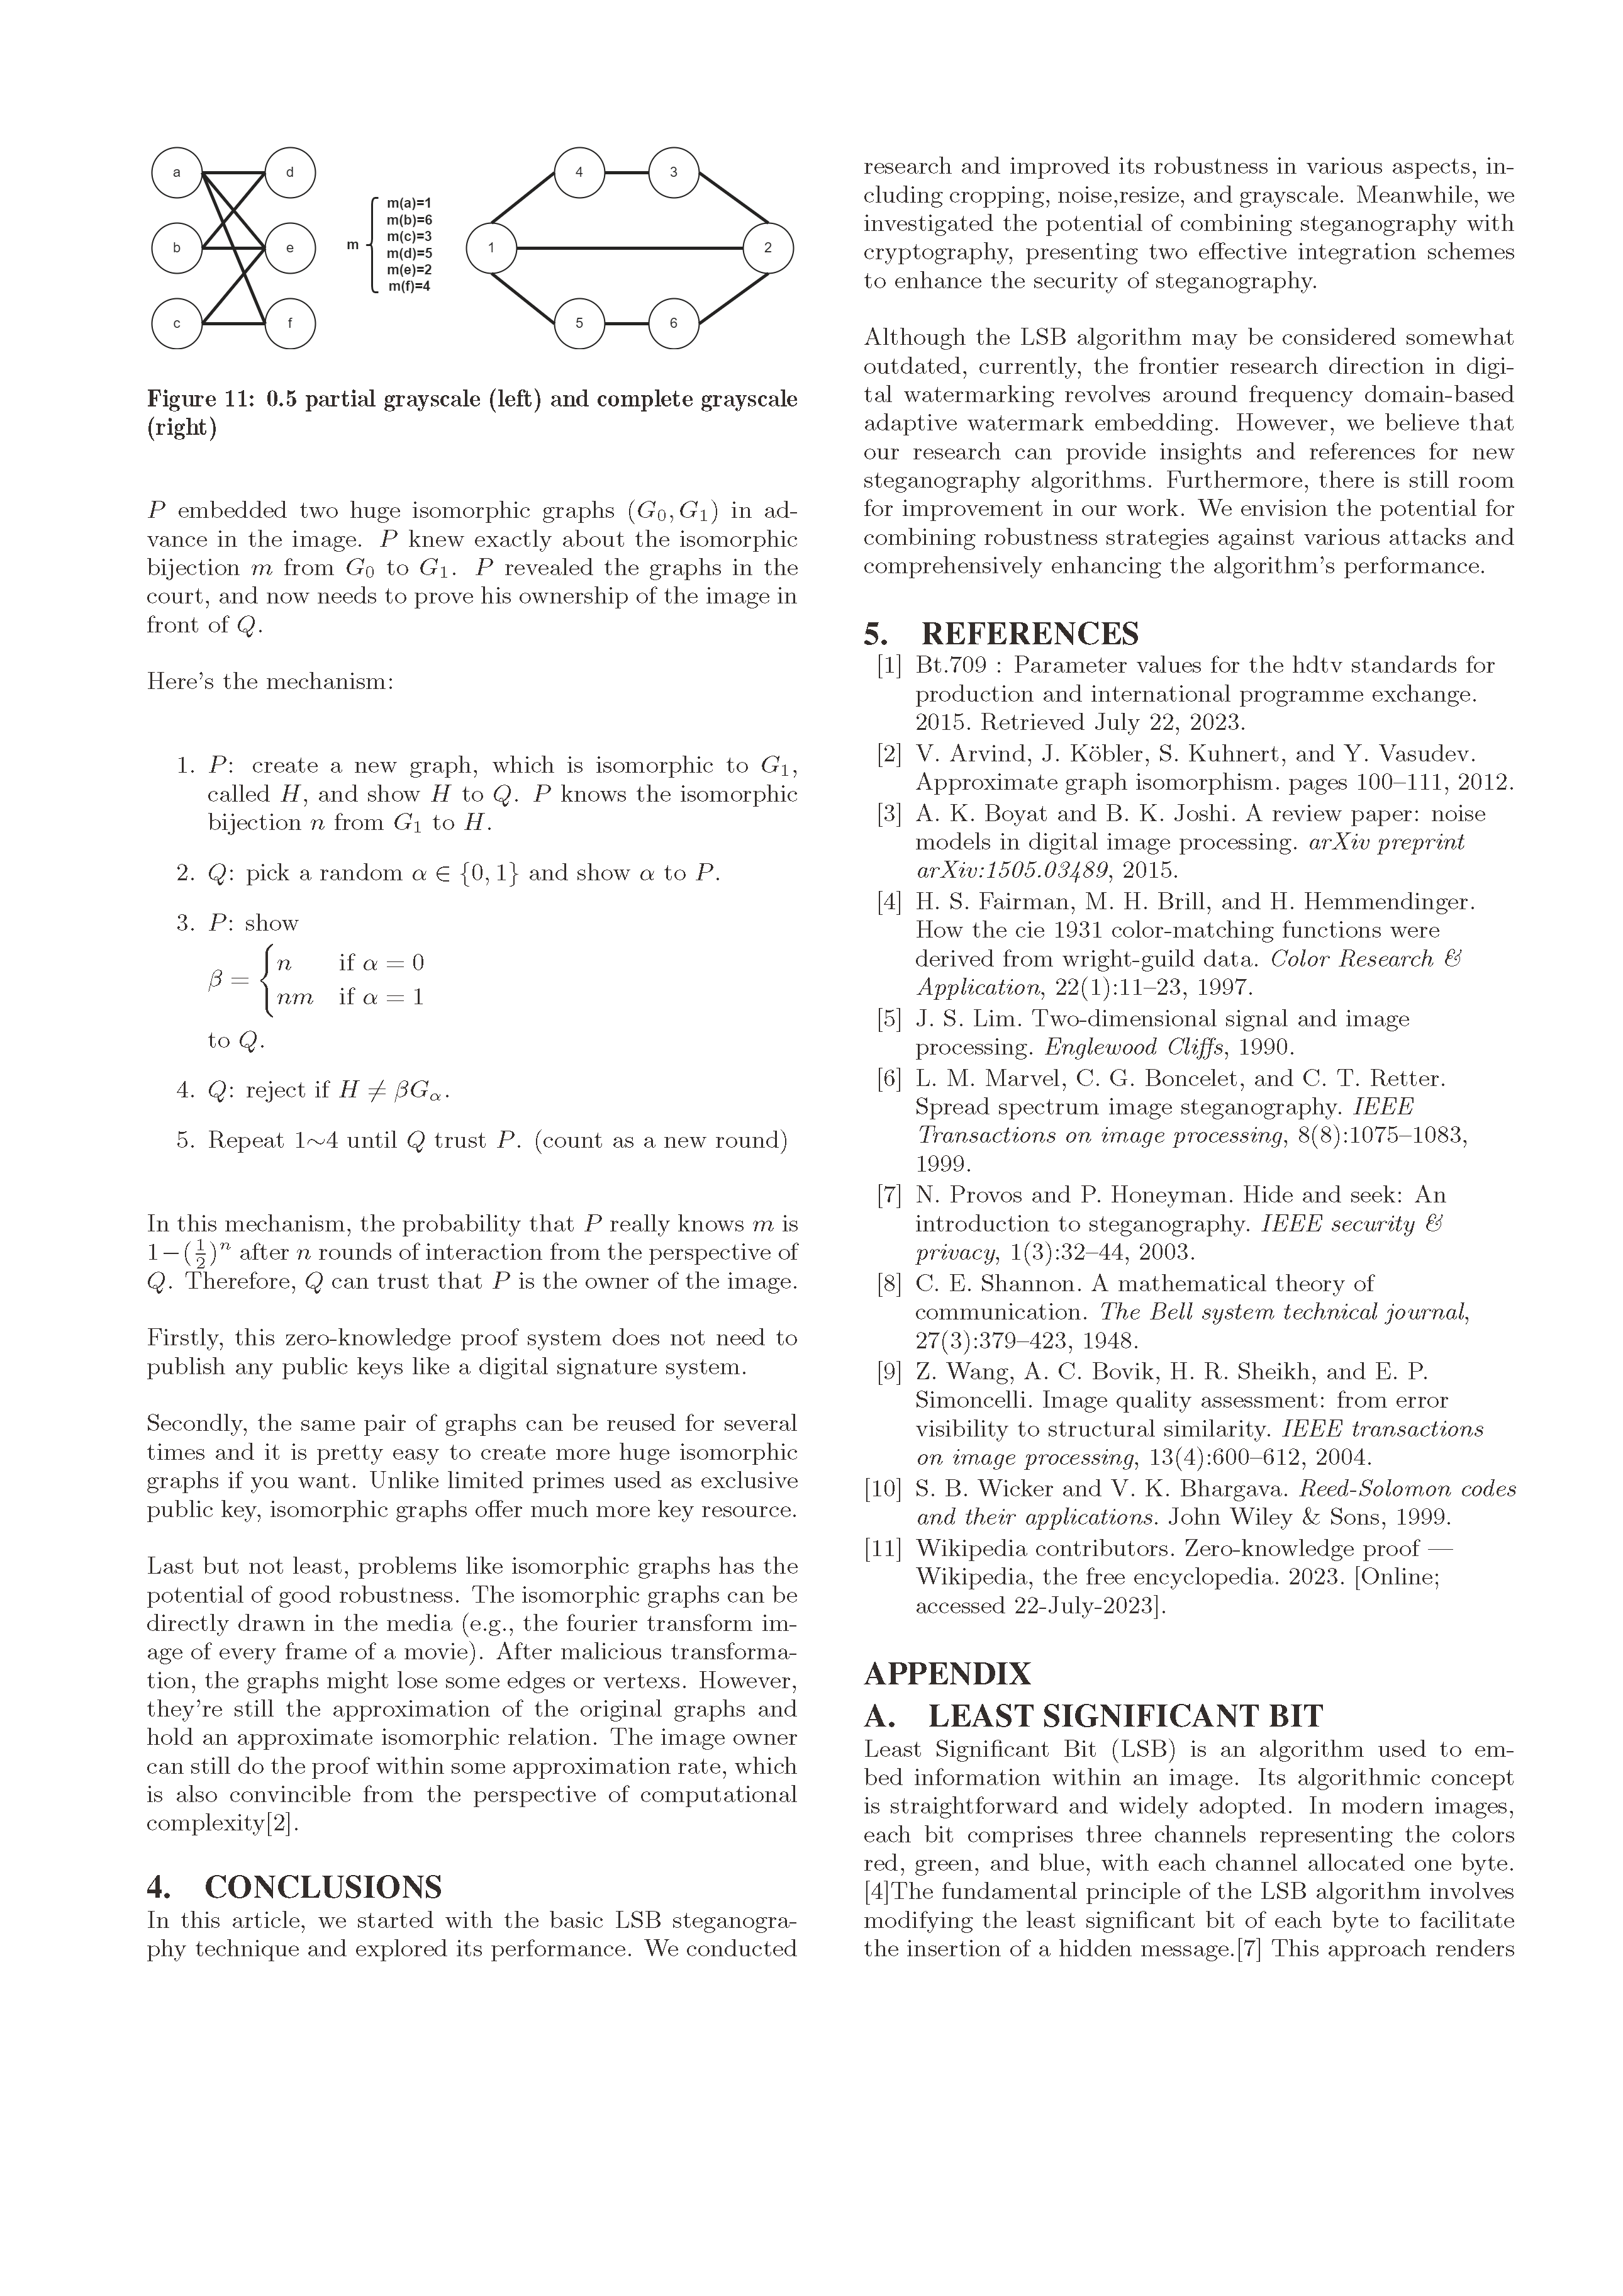 a
d
b
e
c
f
m
m(a)=1
m(b)=6
m(c)=3
m(d)=5
m(e)=2
m(f)=4
4
3
1
2
5
6
Figure 11: 0.5 partial grayscale (left) and complete grayscale
(right)
P embedded two huge isomorphic graphs (G₀, G₁) in ad-
vance in the image. P knew exactly about the isomorphic
bijection m from G₀ to G₁. P revealed the graphs in the
court, and now needs to prove his ownership of the image in
front of Q.
Here's the mechanism:
1. P: create a new graph, which is isomorphic to G₁,
called H, and show H to Q. P knows the isomorphic
bijection n from G₁ to H.
2. Q: pick a random α ∈ {0, 1} and show α to P.
3. P: show
β = { n if α = 0
nm if α = 1
to Q.
4. Q: reject if H ≠ βGα.
5. Repeat 1∼4 until Q trust P. (count as a new round)
In this mechanism, the probability that P really knows m is
1−(1/2)ⁿ after n rounds of interaction from the perspective of
Q. Therefore, Q can trust that P is the owner of the image.
Firstly, this zero-knowledge proof system does not need to
publish any public keys like a digital signature system.
Secondly, the same pair of graphs can be reused for several
times and it is pretty easy to create more huge isomorphic
graphs if you want. Unlike limited primes used as exclusive
public key, isomorphic graphs offer much more key resource.
Last but not least, problems like isomorphic graphs has the
potential of good robustness. The isomorphic graphs can be
directly drawn in the media (e.g., the fourier transform im-
age of every frame of a movie). After malicious transforma-
tion, the graphs might lose some edges or vertexs. However,
they're still the approximation of the original graphs and
hold an approximate isomorphic relation. The image owner
can still do the proof within some approximation rate, which
is also convincible from the perspective of computational
complexity[2].
4. CONCLUSIONS
In this article, we started with the basic LSB steganogra-
phy technique and explored its performance. We conducted
research and improved its robustness in various aspects, in-
cluding cropping, noise,resize, and grayscale. Meanwhile, we
investigated the potential of combining steganography with
cryptography, presenting two effective integration schemes
to enhance the security of steganography.
Although the LSB algorithm may be considered somewhat
outdated, currently, the frontier research direction in digi-
tal watermarking revolves around frequency domain-based
adaptive watermark embedding. However, we believe that
our research can provide insights and references for new
steganography algorithms. Furthermore, there is still room
for improvement in our work. We envision the potential for
combining robustness strategies against various attacks and
comprehensively enhancing the algorithm's performance.
5. REFERENCES
[1] Bt.709 : Parameter values for the hdtv standards for
production and international programme exchange.
2015. Retrieved July 22, 2023.
[2] V. Arvind, J. Köbler, S. Kuhnert, and Y. Vasudev.
Approximate graph isomorphism. pages 100–111, 2012.
[3] A. K. Boyat and B. K. Joshi. A review paper: noise
models in digital image processing. arXiv preprint
arXiv:1505.03489, 2015.
[4] H. S. Fairman, M. H. Brill, and H. Hemmendinger.
How the cie 1931 color-matching functions were
derived from wright-guild data. Color Research &
Application, 22(1):11–23, 1997.
[5] J. S. Lim. Two-dimensional signal and image
processing. Englewood Cliffs, 1990.
[6] L. M. Marvel, C. G. Boncelet, and C. T. Retter.
Spread spectrum image steganography. IEEE
Transactions on image processing, 8(8):1075–1083,
1999.
[7] N. Provos and P. Honeyman. Hide and seek: An
introduction to steganography. IEEE security &
privacy, 1(3):32–44, 2003.
[8] C. E. Shannon. A mathematical theory of
communication. The Bell system technical journal,
27(3):379–423, 1948.
[9] Z. Wang, A. C. Bovik, H. R. Sheikh, and E. P.
Simoncelli. Image quality assessment: from error
visibility to structural similarity. IEEE transactions
on image processing, 13(4):600–612, 2004.
[10] S. B. Wicker and V. K. Bhargava. Reed-Solomon codes
and their applications. John Wiley & Sons, 1999.
[11] Wikipedia contributors. Zero-knowledge proof —
Wikipedia, the free encyclopedia. 2023. [Online;
accessed 22-July-2023].
APPENDIX
A. LEAST SIGNIFICANT BIT
Least Significant Bit (LSB) is an algorithm used to em-
bed information within an image. Its algorithmic concept
is straightforward and widely adopted. In modern images,
each bit comprises three channels representing the colors
red, green, and blue, with each channel allocated one byte.
[4]The fundamental principle of the LSB algorithm involves
modifying the least significant bit of each byte to facilitate
the insertion of a hidden message.[7] This approach renders